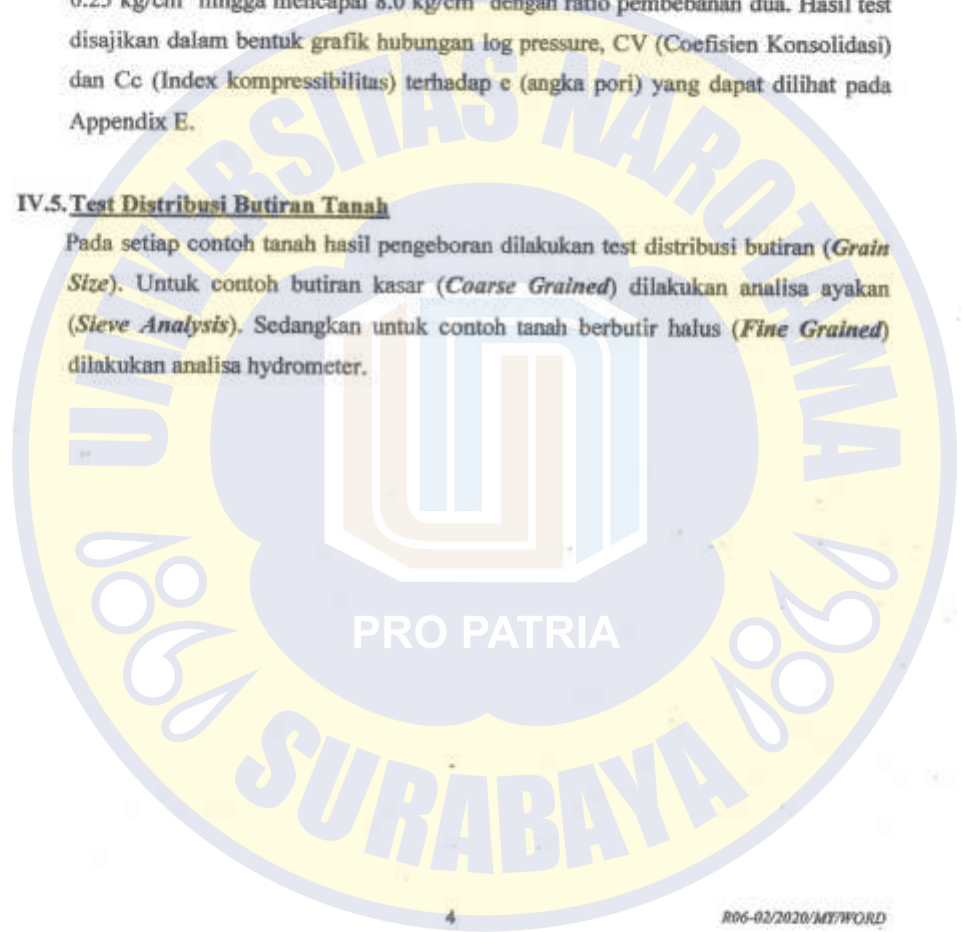 0.25 kg/cm² hingga mencapai 8.0 kg/cm² dengan ratio pembebanan dua. Hasil test
disajikan dalam bentuk grafik hubungan log pressure, CV (Coefisien Konsolidasi)
dan Cc (Index kompressibilitas) terhadap e (angka pori) yang dapat dilihat pada
Appendix E.
IV.5. Test Distribusi Butiran Tanah
Pada setiap contoh tanah hasil pengeboran dilakukan test distribusi butiran (Grain
Size). Untuk contoh butiran kasar (Coarse Grained) dilakukan analisa ayakan
(Sieve Analysis). Sedangkan untuk contoh tanah berbutir halus (Fine Grained)
dilakukan analisa hydrometer.
UNIVERSITAS NAROTAMA
PRO PATRIA
1981 1981
SURABAYA
4
R06-02/2020/MY/WORD